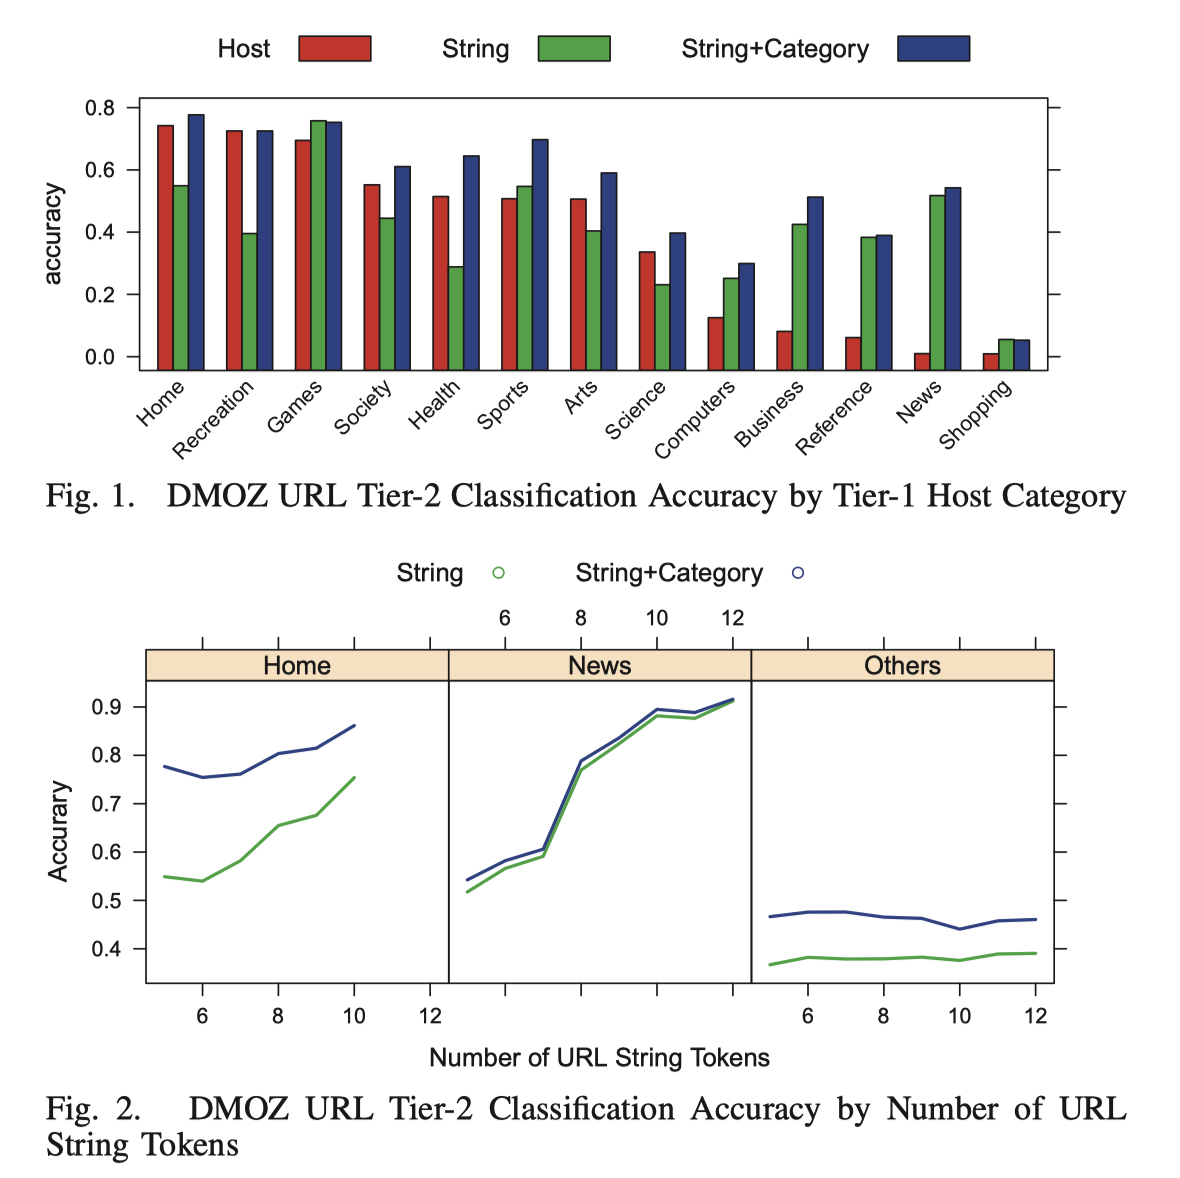 Host String String+Category
0.8
0.6
0.4
0.2
0.0
accuracy
Home Recreation Games Society Health Sports Arts Science Computers Business Reference News Shopping
Fig. 1. DMOZ URL Tier-2 Classification Accuracy by Tier-1 Host Category
String String+Category
6 8 10 12
Home News Others
0.9
0.8
0.7
0.6
0.5
0.4
Accurary
6 8 10 12 6 8 10 12
Number of URL String Tokens
Fig. 2. DMOZ URL Tier-2 Classification Accuracy by Number of URL
String Tokens